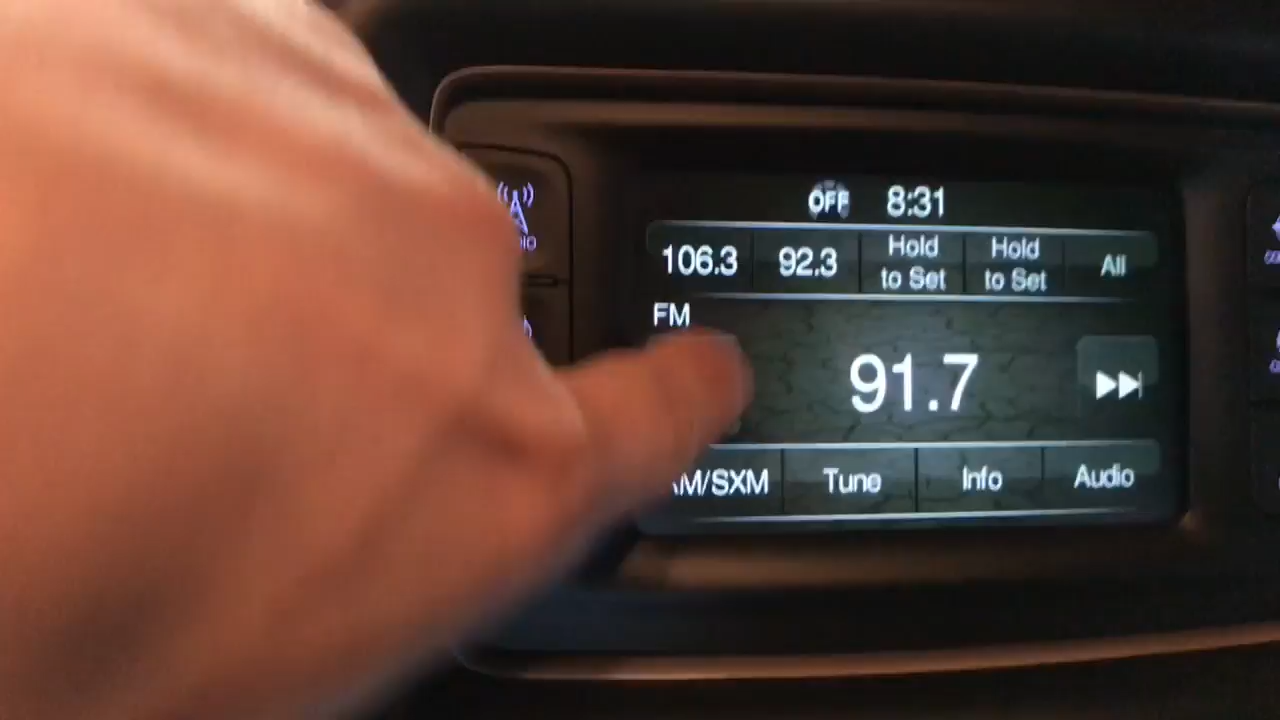 OFF 8:31
106.3 92.3 Hold to Set Hold to Set All
FM
91.7
M/SXM Tune Info Audio